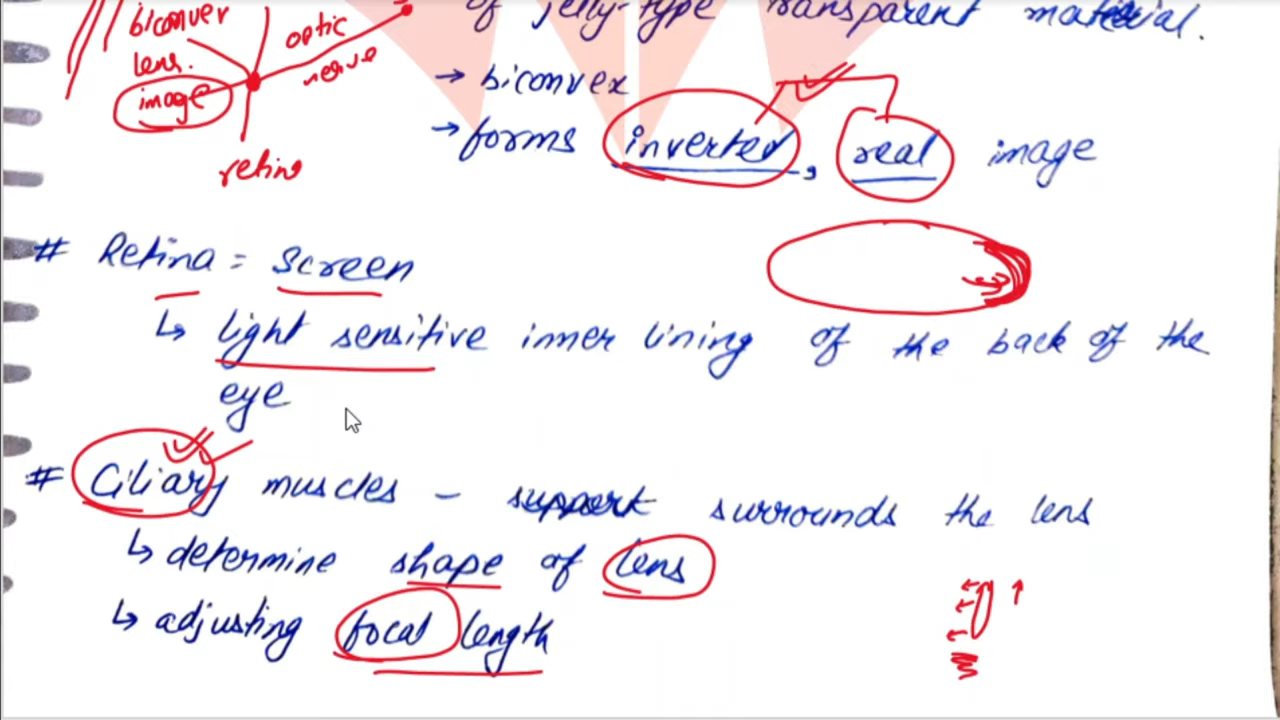 of jelly-type transparent material.
biconvex
lens.
image
optic
nerve
retina
→ biconvex
→ forms inverted, real image
# Retina = Screen
↳ light sensitive inner lining of the back of the
eye
# Ciliary muscles - support surrounds the lens
↳ determine shape of lens
↳ adjusting focal length